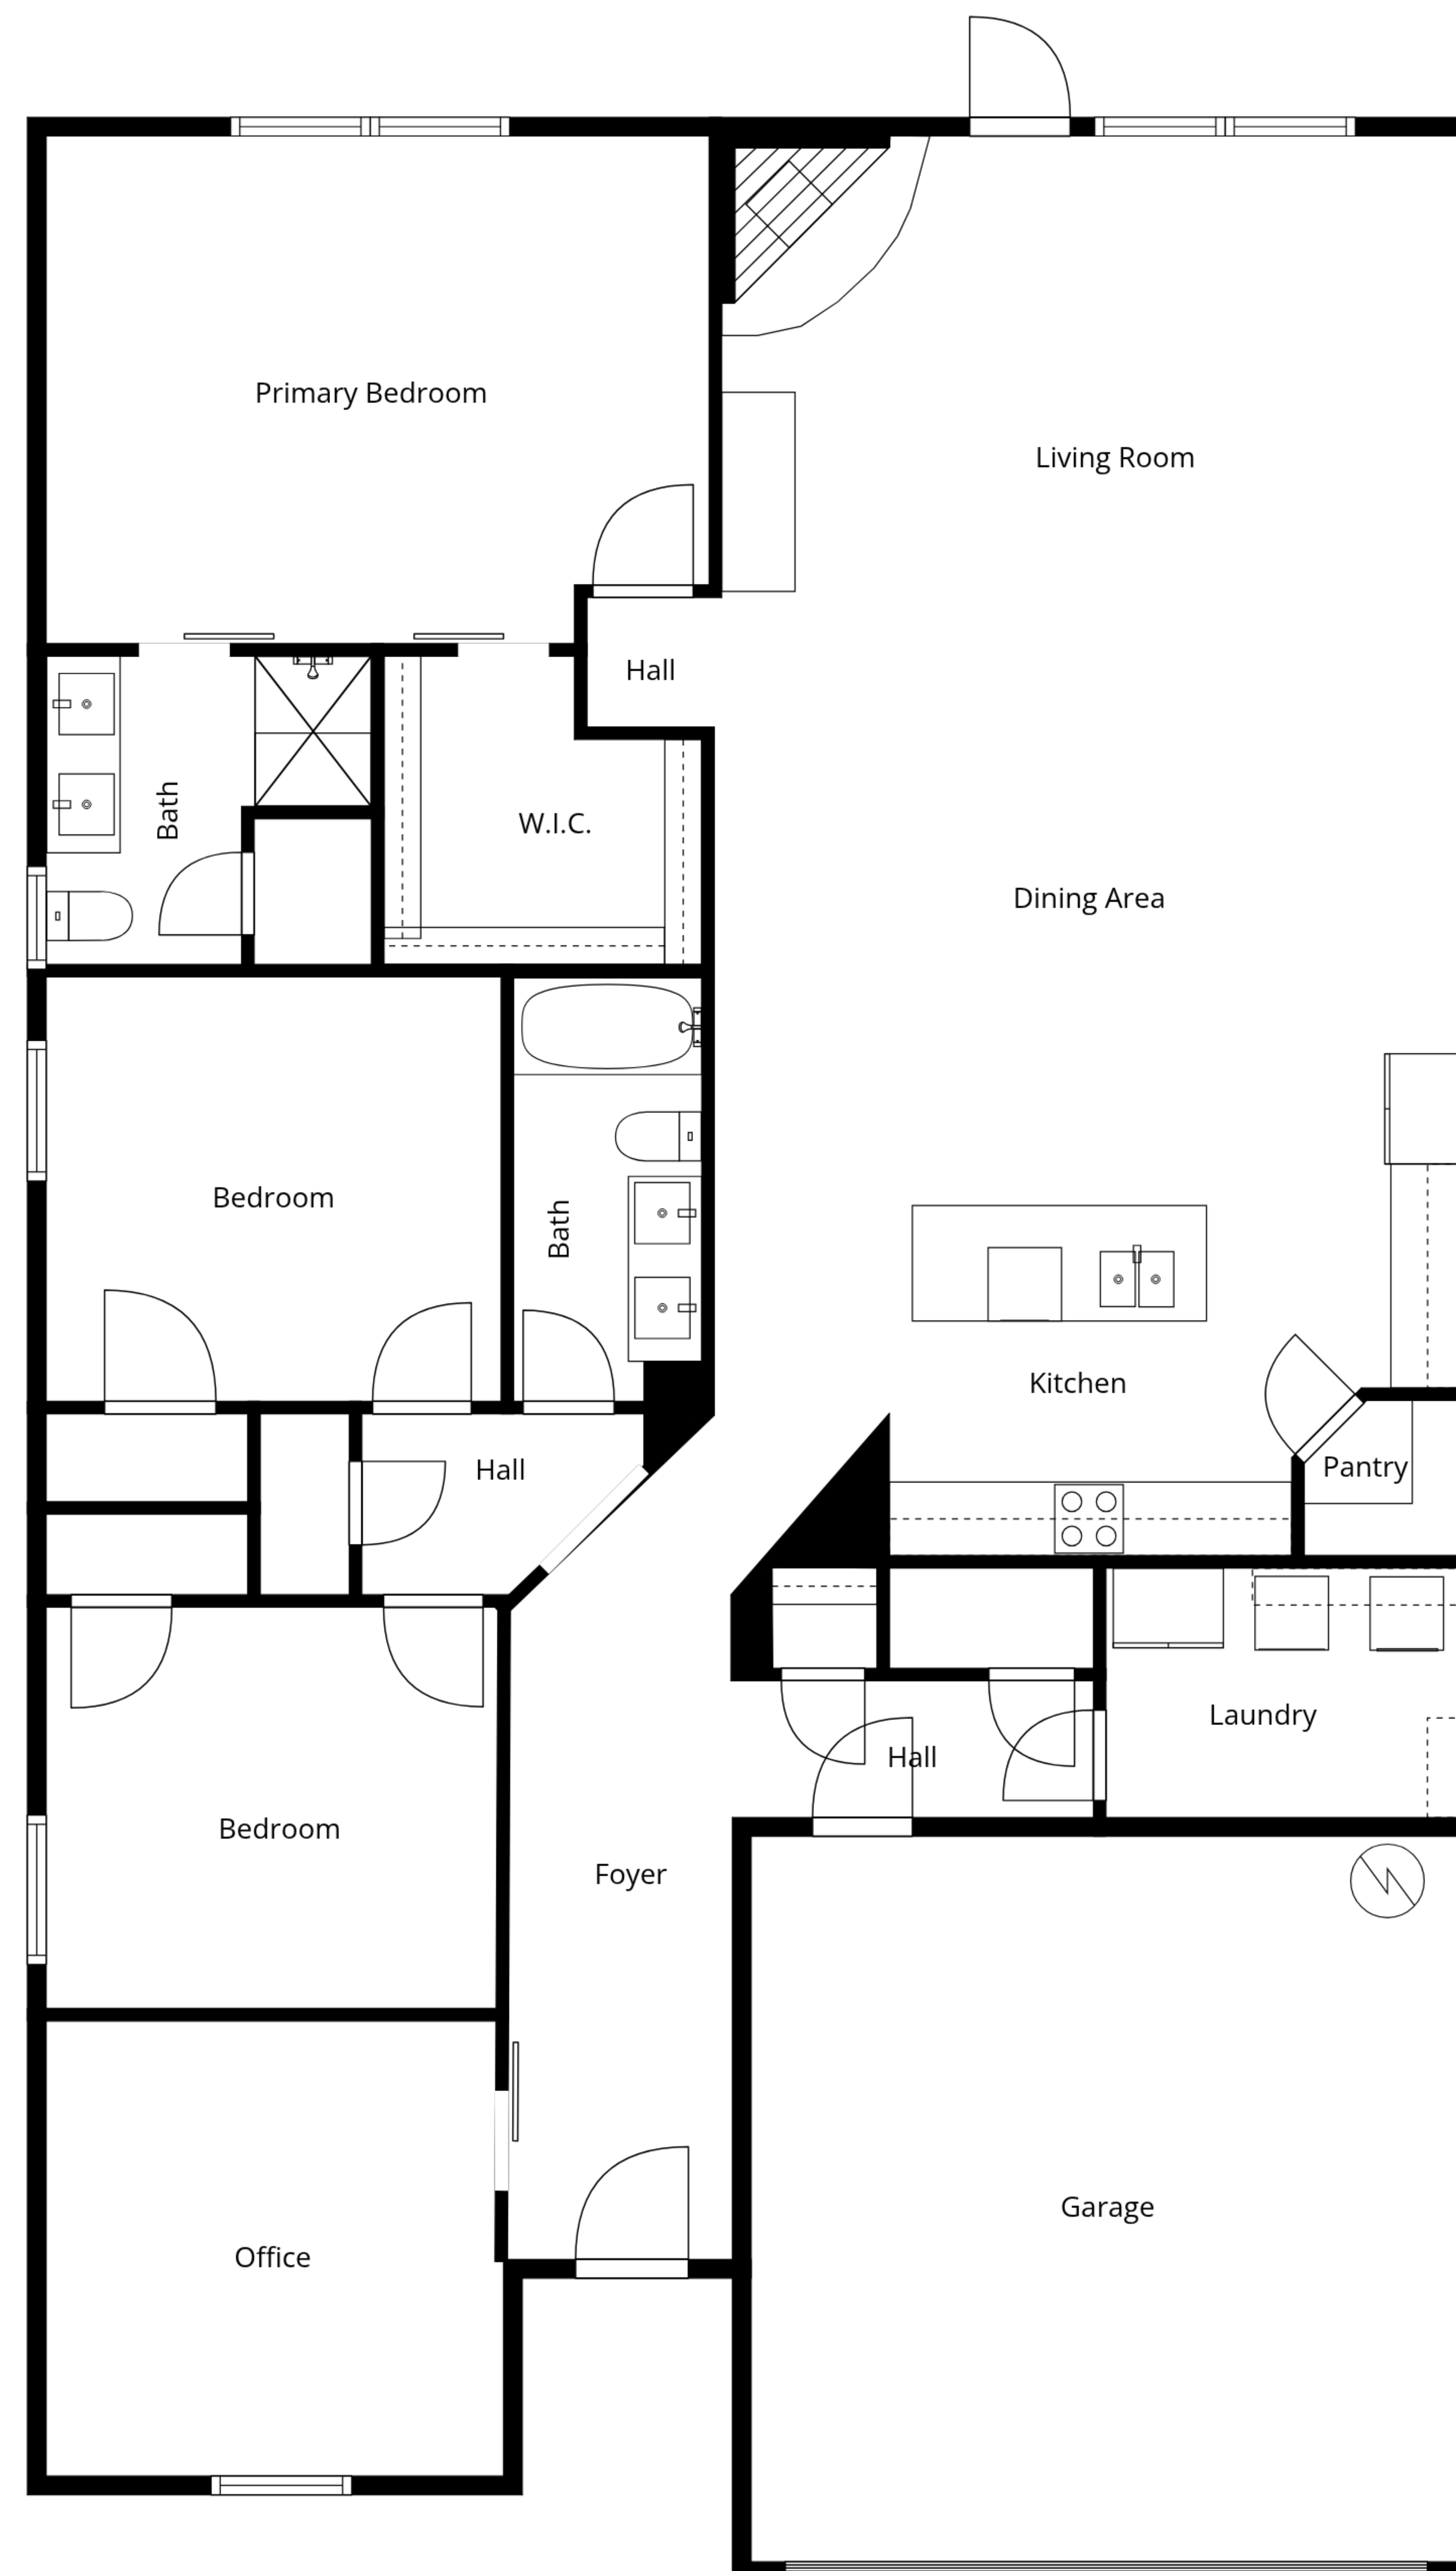 Primary Bedroom
Living Room
Hall
Bath
W.I.C.
Dining Area
Bedroom
Bath
Kitchen
Hall
Pantry
Laundry
Hall
Bedroom
Foyer
Garage
Office